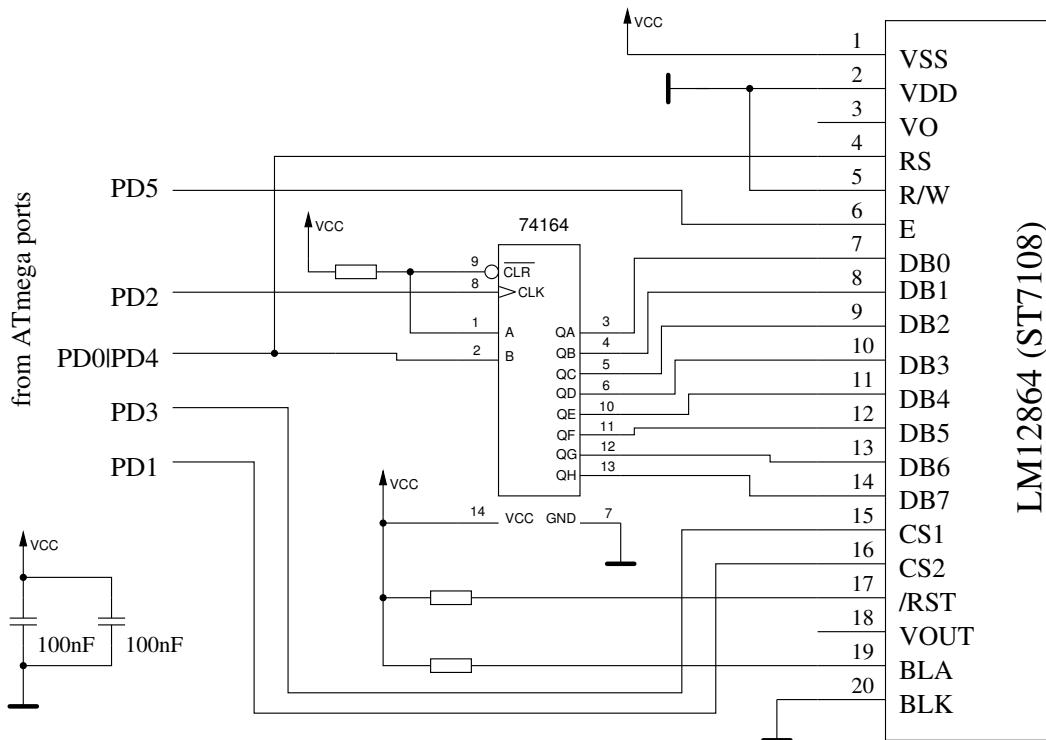 VCC
1
VSS
2
VDD
3
VO
4
RS
5
R/W
6
E
7
DB0
8
DB1
9
DB2
10
DB3
11
DB4
12
DB5
13
DB6
14
DB7
15
CS1
16
CS2
17
/RST
18
VOUT
19
BLA
20
BLK
LM12864 (ST7108)
from ATmega ports
PD5
PD2
PD0|PD4
PD3
PD1
VCC
74164
9 CLR
8 CLK
1 A
2 B
QA 3
QB 4
QC 5
QD 6
QE 10
QF 11
QG 12
QH 13
14 VCC GND 7
VCC
VCC
100nF 100nF